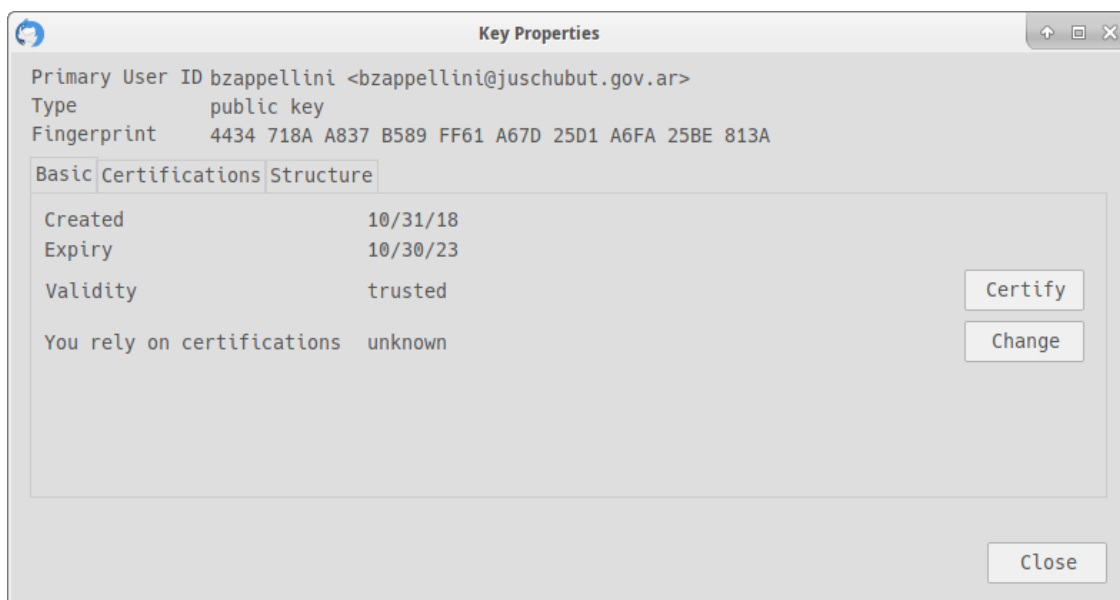 Key Properties
Primary User ID bzappellini <bzappellini@juschubut.gov.ar>
Type public key
Fingerprint 4434 718A A837 B589 FF61 A67D 25D1 A6FA 25BE 813A
Basic Certifications Structure
Created 10/31/18
Expiry 10/30/23
Validity trusted Certify
You rely on certifications unknown Change
Close